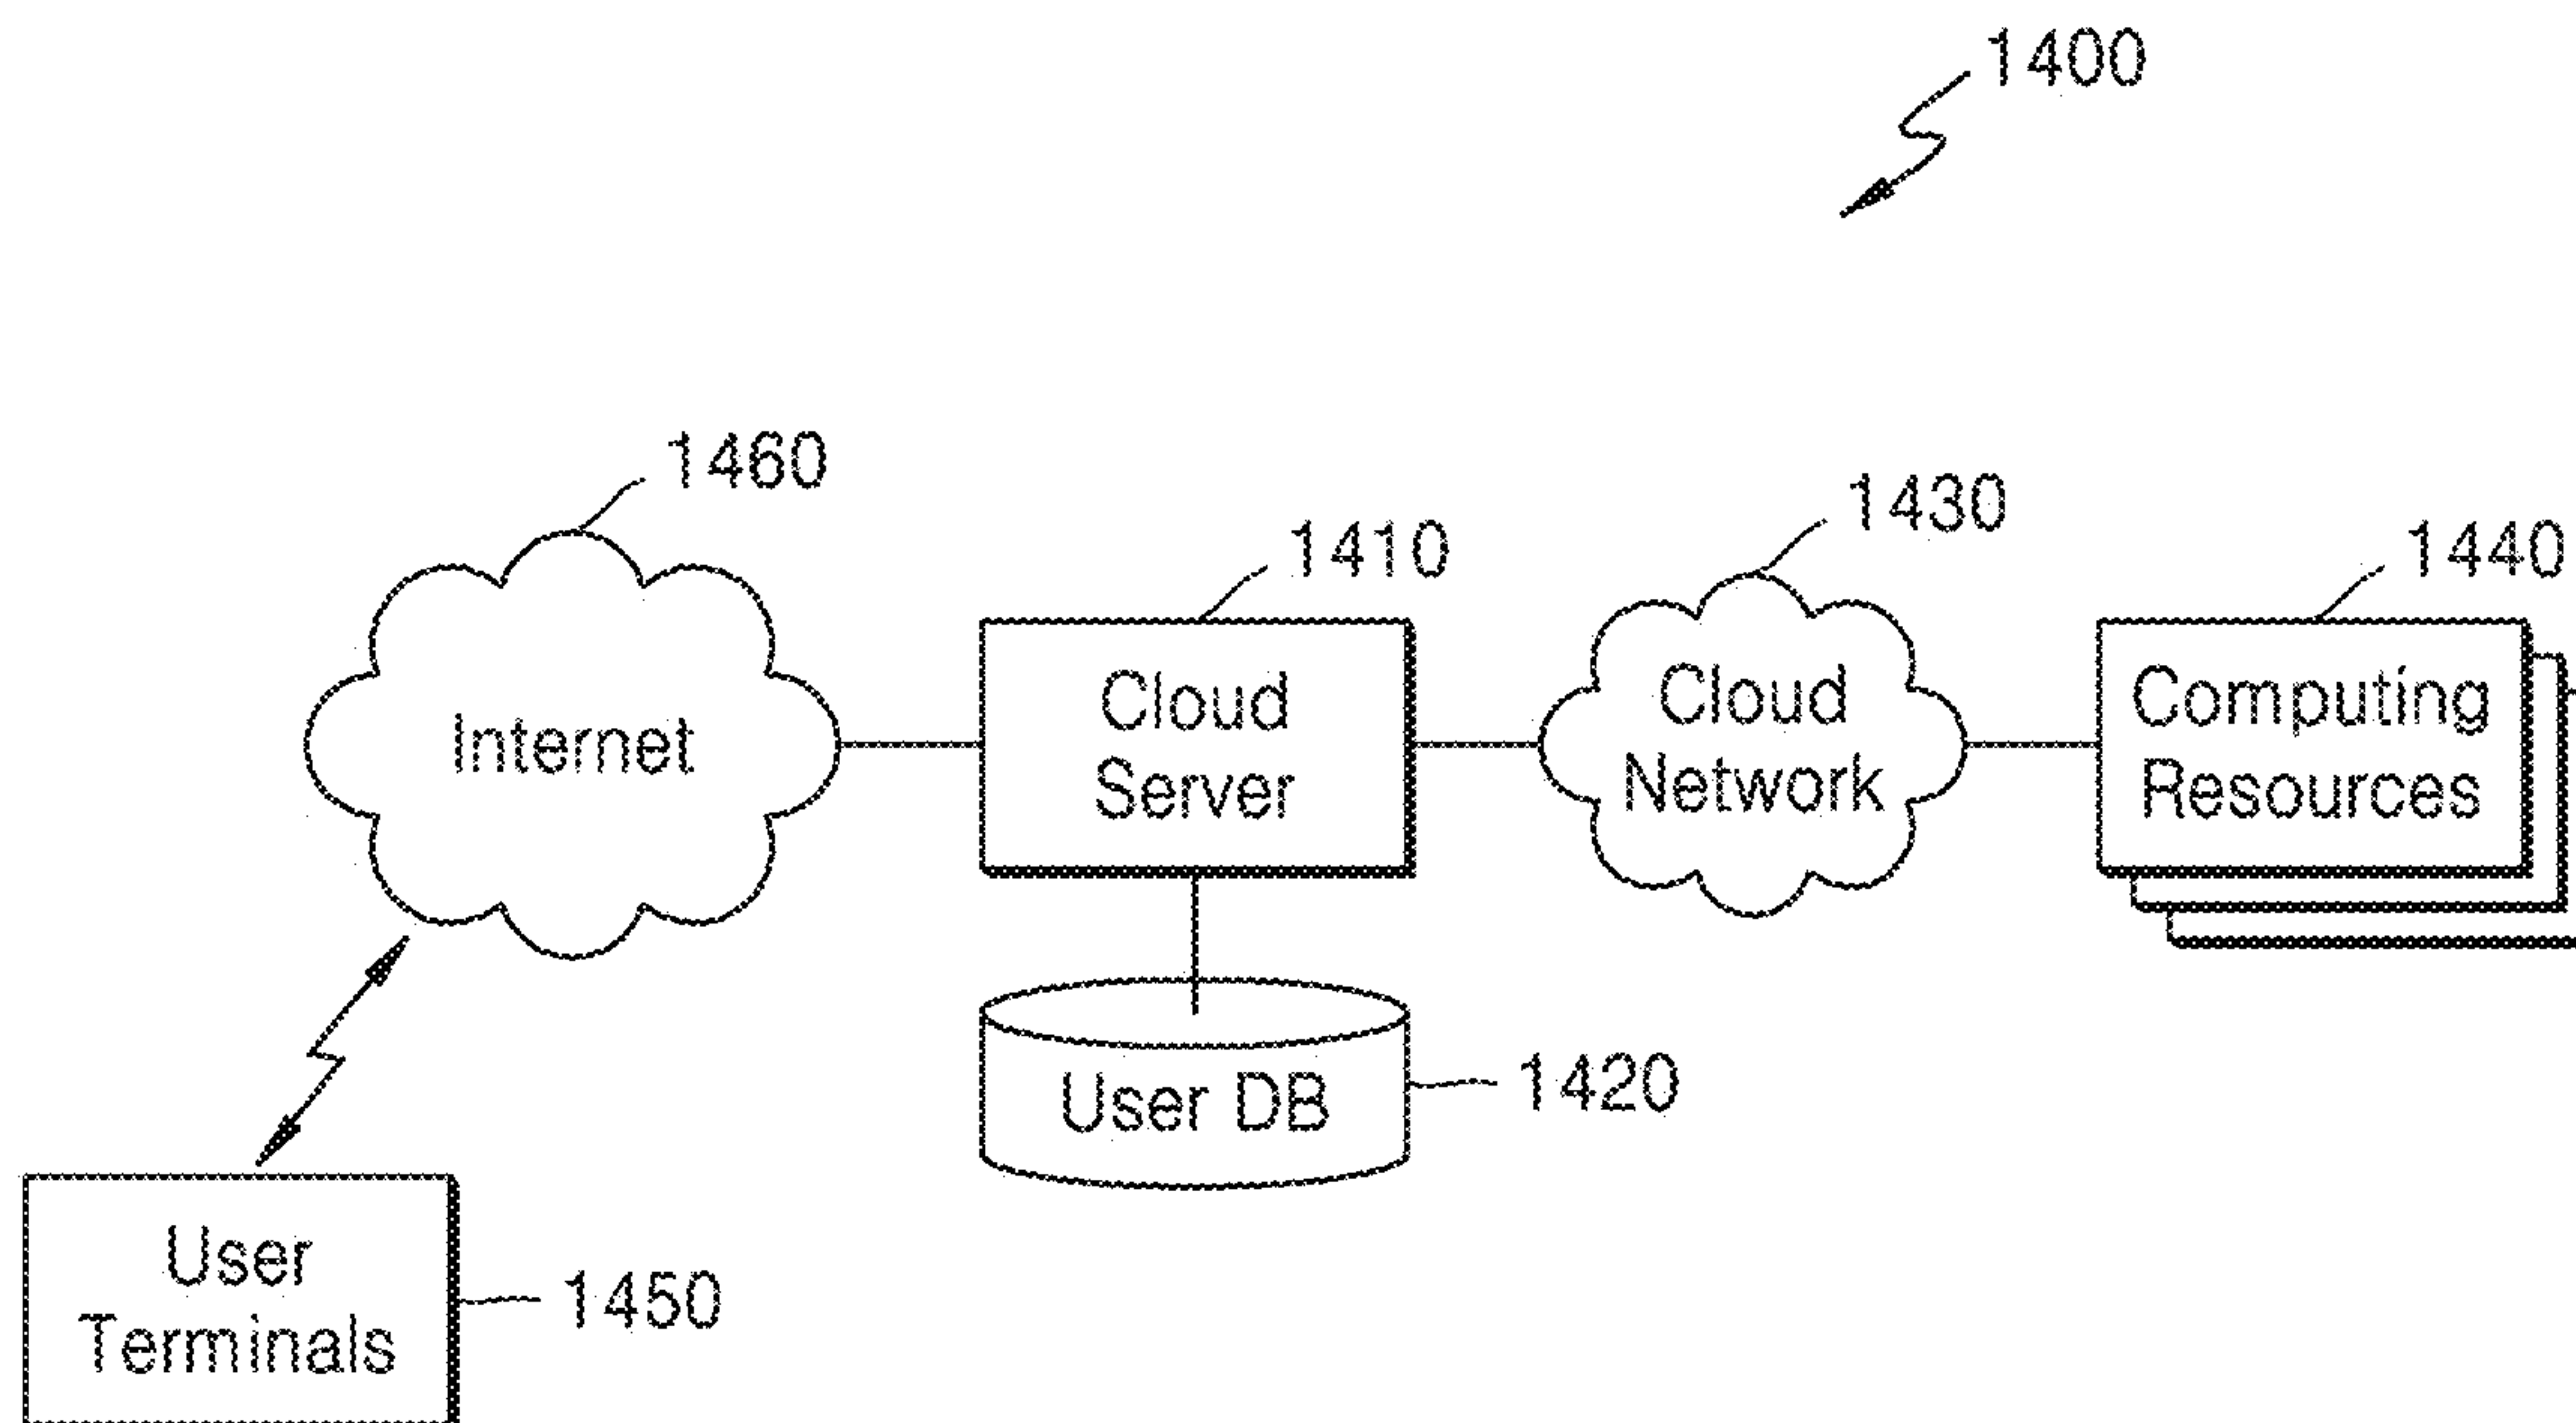 1400
1460
1430
1410
1440
Internet
Cloud
Server
Cloud
Network
Computing
Resources
User DB
1420
User
Terminals
1450